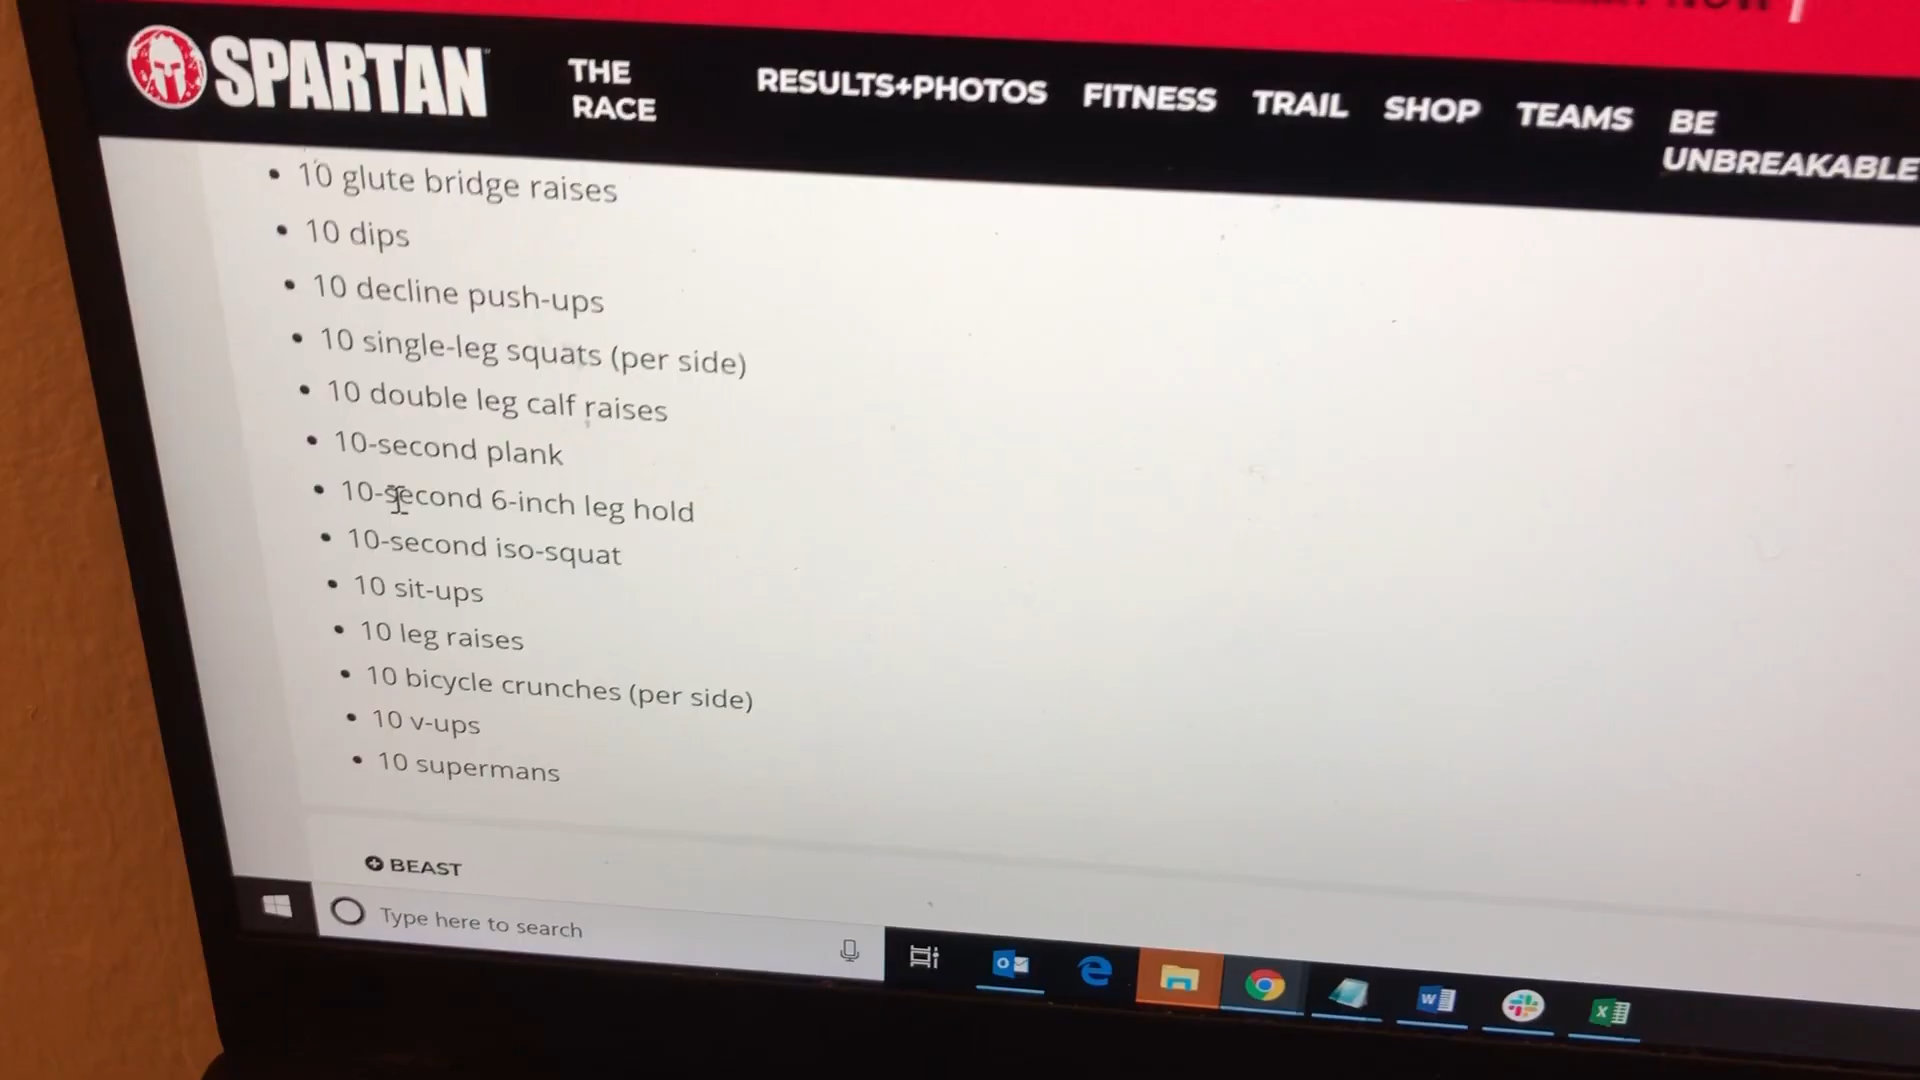 SPARTAN
THE RACE
RESULTS+PHOTOS
FITNESS
TRAIL
SHOP
TEAMS
BE UNBREAKABLE
• 10 glute bridge raises
• 10 dips
• 10 decline push-ups
• 10 single-leg squats (per side)
• 10 double leg calf raises
• 10-second plank
• 10-second 6-inch leg hold
• 10-second iso-squat
• 10 sit-ups
• 10 leg raises
• 10 bicycle crunches (per side)
• 10 v-ups
• 10 supermans
BEAST
Type here to search